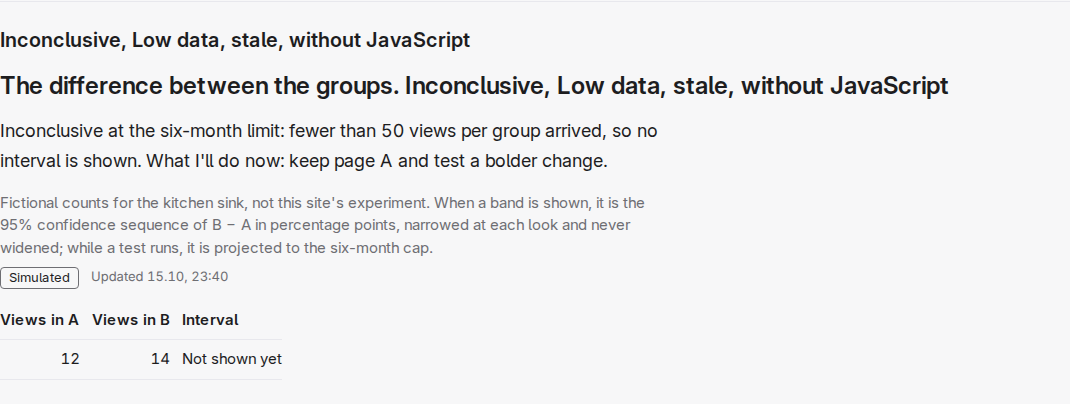 Inconclusive, Low data, stale, without JavaScript
The difference between the groups. Inconclusive, Low data, stale, without JavaScript
Inconclusive at the six-month limit: fewer than 50 views per group arrived, so no
interval is shown. What I'll do now: keep page A and test a bolder change.
Fictional counts for the kitchen sink, not this site's experiment. When a band is shown, it is the
95% confidence sequence of B − A in percentage points, narrowed at each look and never
widened; while a test runs, it is projected to the six-month cap.
Simulated Updated 15.10, 23:40
Views in A Views in B Interval
12 14 Not shown yet